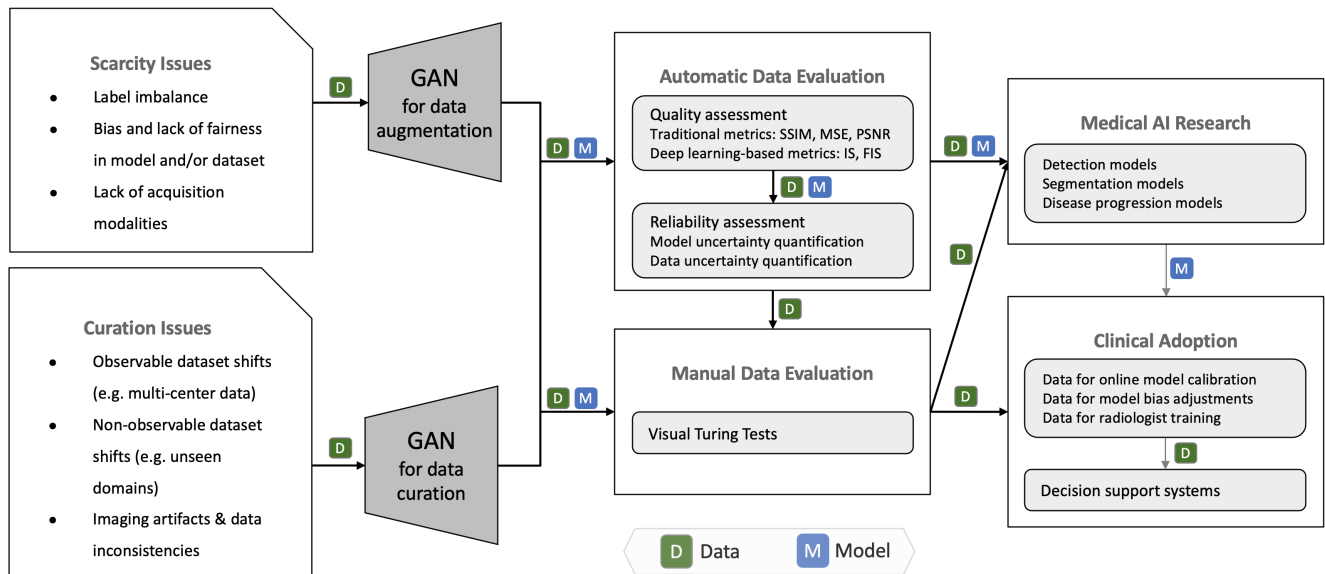 Scarcity Issues
● Label imbalance
● Bias and lack of fairness
in model and/or dataset
● Lack of acquisition
modalities
D
GAN
for data
augmentation
Curation Issues
● Observable dataset shifts
(e.g. multi-center data)
● Non-observable dataset
shifts (e.g. unseen
domains)
● Imaging artifacts & data
inconsistencies
D
GAN
for data
curation
D M
D M
Automatic Data Evaluation
Quality assessment
Traditional metrics: SSIM, MSE, PSNR
Deep learning-based metrics: IS, FIS
D M
Reliability assessment
Model uncertainty quantification
Data uncertainty quantification
D
Manual Data Evaluation
Visual Turing Tests
D M
D
D
Medical AI Research
Detection models
Segmentation models
Disease progression models
M
Clinical Adoption
Data for online model calibration
Data for model bias adjustments
Data for radiologist training
D
Decision support systems
D Data M Model